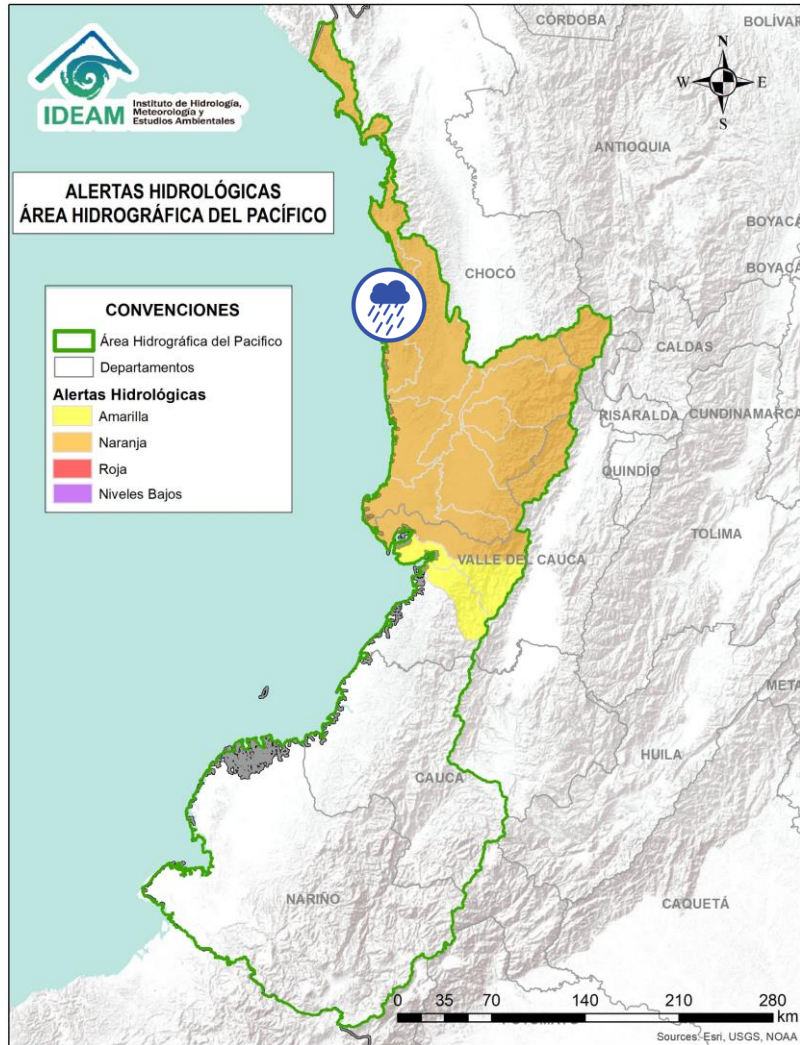 CÓRDOBA
BOLÍVAR
N
W E
S
IDEAM
Instituto de Hidrología,
Meteorología y
Estudios Ambientales
ANTIOQUIA
ALERTAS HIDROLÓGICAS
ÁREA HIDROGRÁFICA DEL PACÍFICO
BOYACÁ
CHOCÓ
BOYACÁ
CONVENCIONES
Área Hidrográfica del Pacifico
Departamentos
Alertas Hidrológicas
Amarilla
Naranja
Roja
Niveles Bajos
CALDAS
RISARALDA
CUNDINAMARCA
QUINDÍO
TOLIMA
VALLE DEL CAUCA
META
HUILA
CAUCA
NARIÑO
CAQUETÁ
0 35 70 140 210 280
km
Sources: Esri, USGS, NOAA